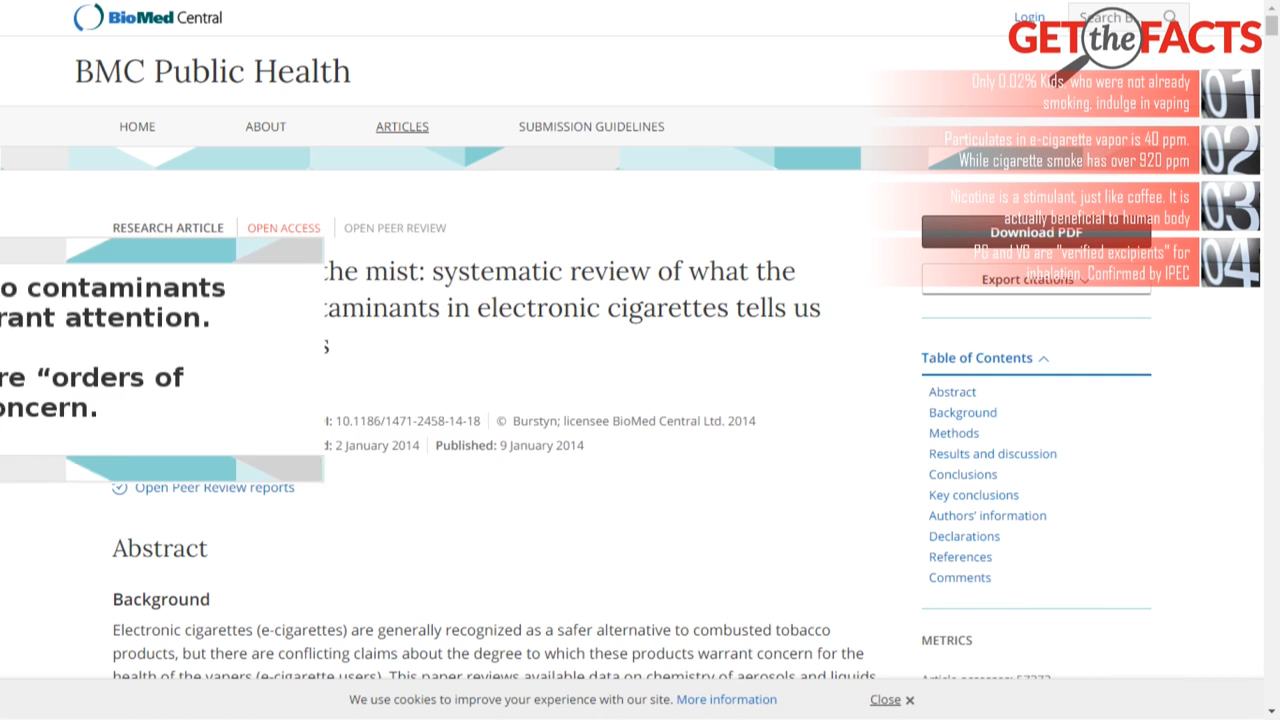 BioMed Central
Login
Search B
GET the FACTS
BMC Public Health
Only 0.02% Kids, who were not already
smoking, indulge in vaping
01
HOME
ABOUT
ARTICLES
SUBMISSION GUIDELINES
Particulates in e-cigarette vapor is 40 ppm.
While cigarette smoke has over 920 ppm
02
Nicotine is a stimulant, just like coffee. It is
actually beneficial to human body
03
RESEARCH ARTICLE
OPEN ACCESS
OPEN PEER REVIEW
Download PDF
PG and VG are "verified excipients" for
inhalation. Confirmed by IPEC
04
Export citations
o contaminants
rant attention.
re “orders of
oncern.
the mist: systematic review of what the
taminants in electronic cigarettes tells us
s
I: 10.1186/1471-2458-14-18
© Burstyn; licensee BioMed Central Ltd. 2014
d: 2 January 2014
Published: 9 January 2014
Open Peer Review reports
Table of Contents
Abstract
Background
Methods
Results and discussion
Conclusions
Key conclusions
Authors’ information
Declarations
References
Comments
METRICS
Abstract
Background
Electronic cigarettes (e-cigarettes) are generally recognized as a safer alternative to combusted tobacco
products, but there are conflicting claims about the degree to which these products warrant concern for the
health of the vapers (e-cigarette users). This paper reviews available data on chemistry of aerosols and liquids
We use cookies to improve your experience with our site. More information
Close ×